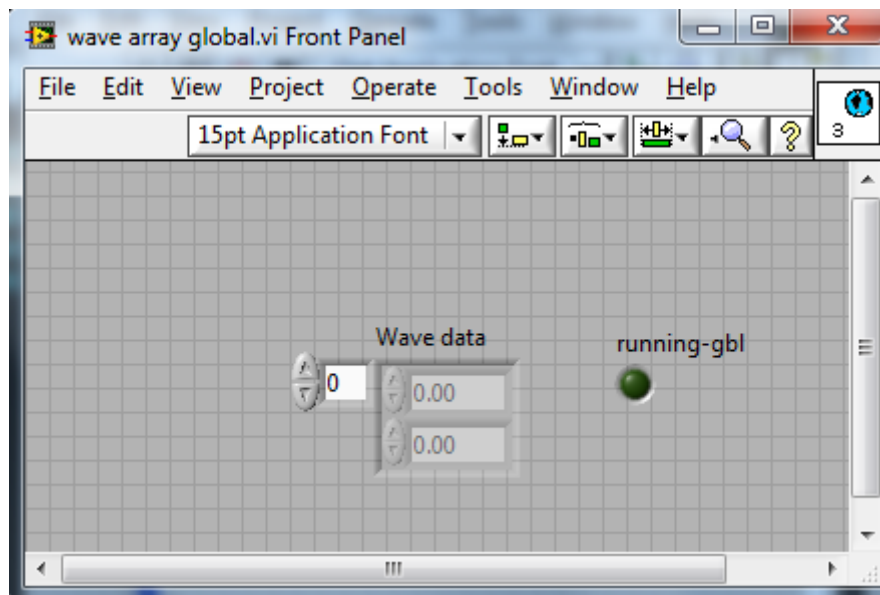 wave array global.vi Front Panel
File Edit View Project Operate Tools Window Help
15pt Application Font
3
Wave data
running-gbl
0
0.00
0.00